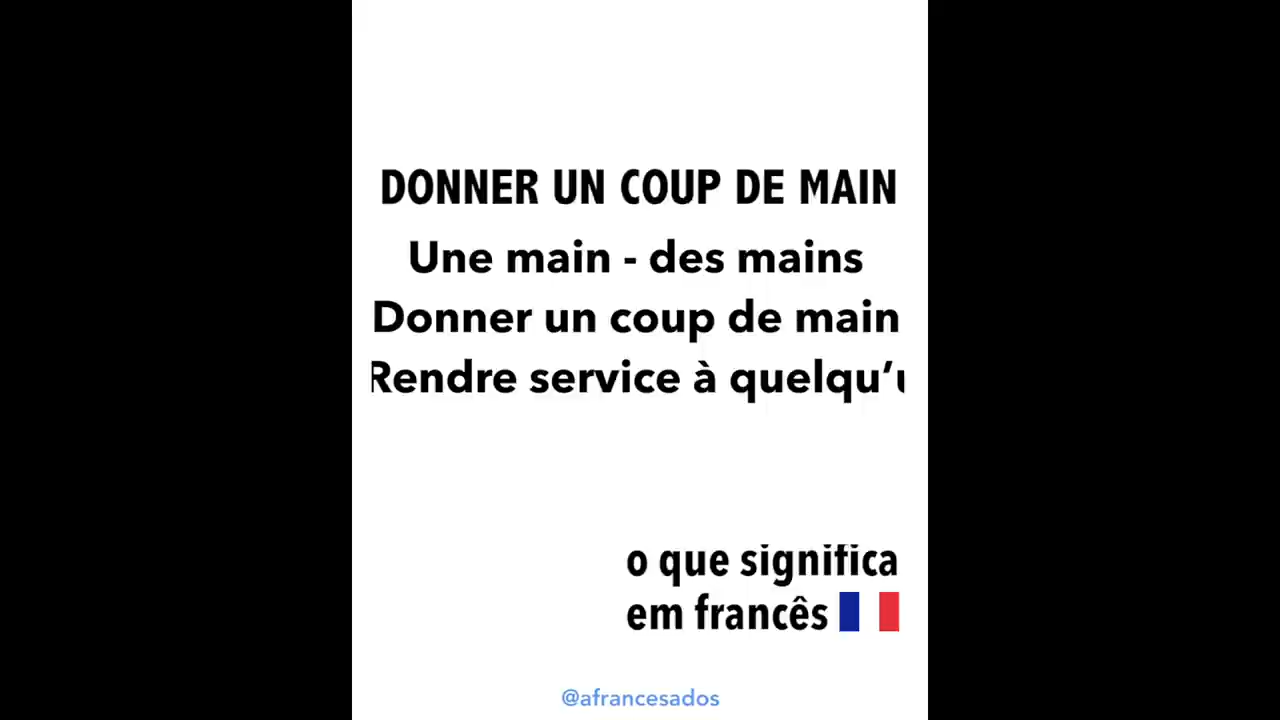 DONNER UN COUP DE MAIN
Une main - des mains
Donner un coup de main
Rendre service à
o que significa
em francês
@afrancesados